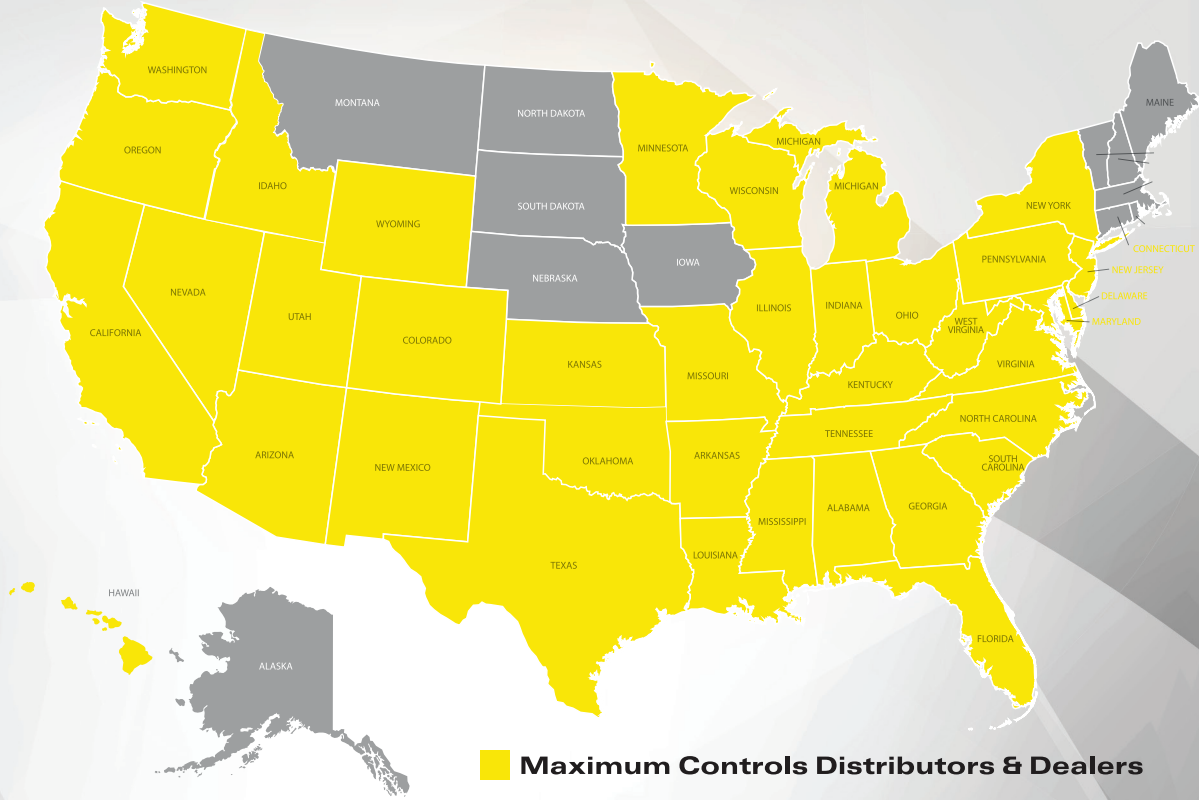 WASHINGTON
MONTANA
NORTH DAKOTA
MINNESOTA
MICHIGAN
MAINE
OREGON
IDAHO
WYOMING
SOUTH DAKOTA
WISCONSIN
MICHIGAN
NEW YORK
CONNECTICUT
NEVADA
UTAH
COLORADO
NEBRASKA
IOWA
ILLINOIS
INDIANA
OHIO
PENNSYLVANIA
NEW JERSEY
DELAWARE
MARYLAND
CALIFORNIA
KANSAS
MISSOURI
KENTUCKY
WEST
VIRGINIA
VIRGINIA
ARIZONA
NEW MEXICO
OKLAHOMA
ARKANSAS
TENNESSEE
NORTH CAROLINA
SOUTH
CAROLINA
TEXAS
LOUISIANA
MISSISSIPPI
ALABAMA
GEORGIA
FLORIDA
HAWAII
ALASKA
Maximum Controls Distributors & Dealers